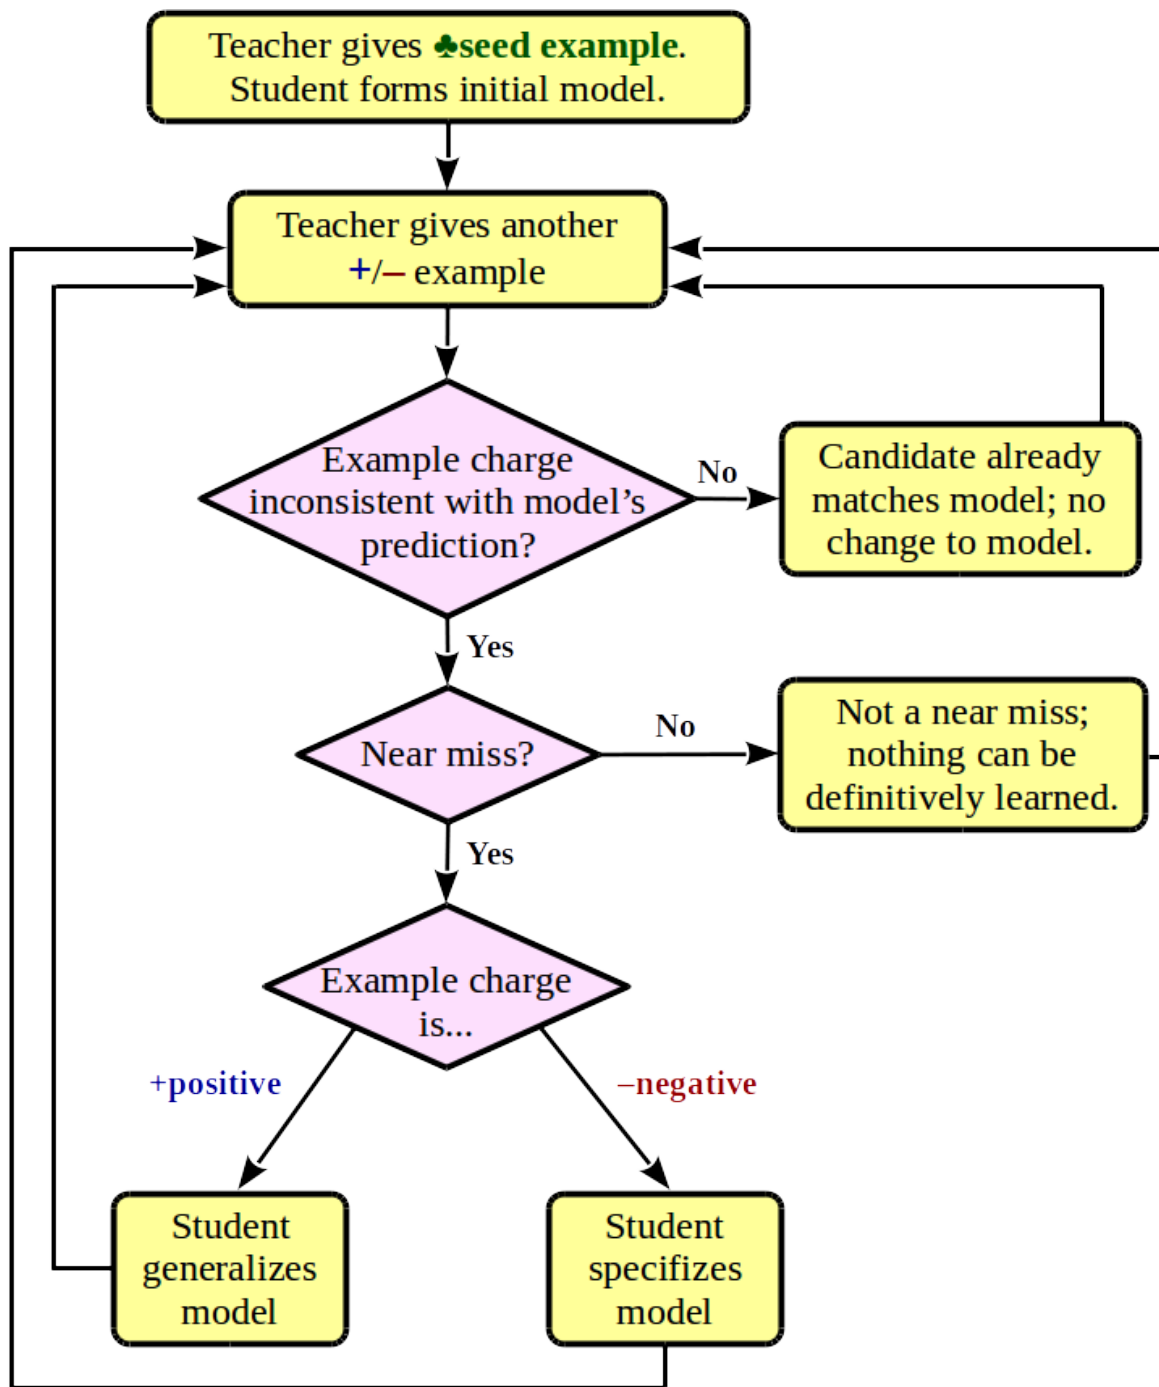 Teacher gives ♣seed example.
Student forms initial model.
Teacher gives another
+/– example
Example charge
inconsistent with model’s
prediction?
No
Candidate already
matches model; no
change to model.
Yes
Near miss?
No
Not a near miss;
nothing can be
definitively learned.
Yes
Example charge
is...
+positive
–negative
Student
generalizes
model
Student
specifizes
model